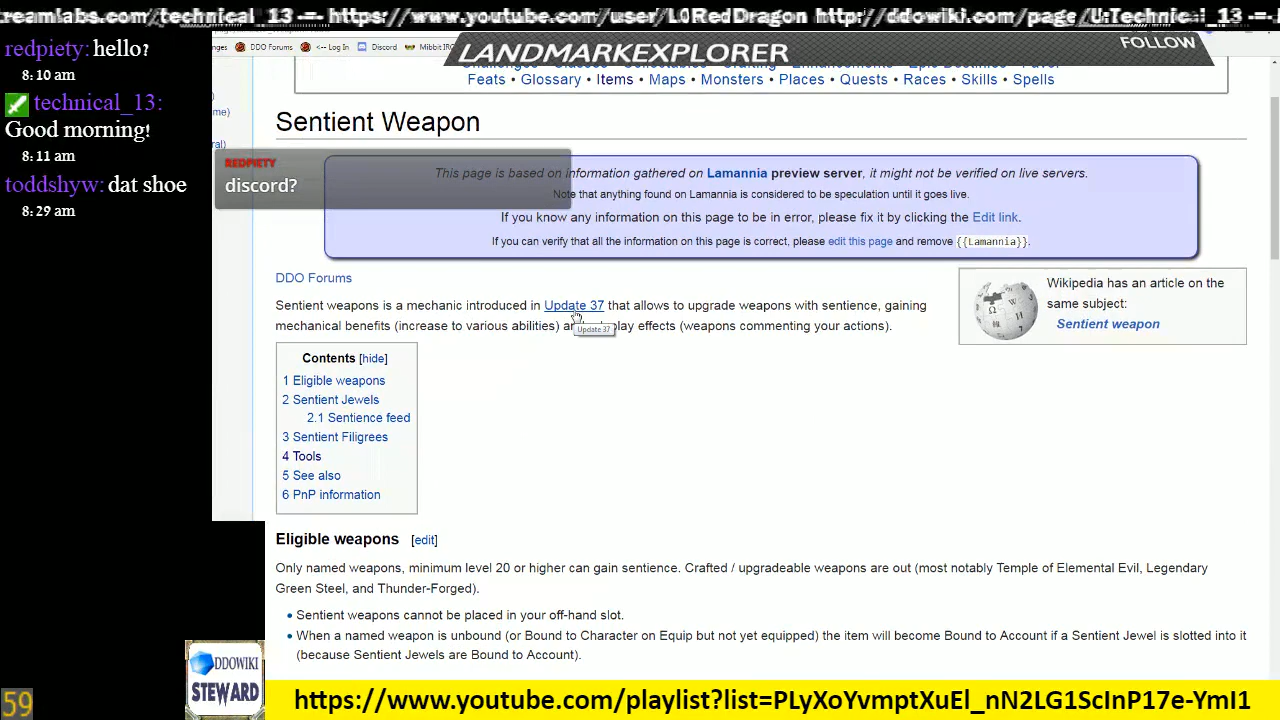 reamlabs.com/technical_13 --- https://www.youtube.com/user/L0RedDragon http://ddowiki.com/page/U:Technical_13 ---
redpiety: hello?
8:10 am
technical_13:
Good morning!
8:11 am
toddshyw: dat shoe
8:29 am
DDO Forums
<-- Log In
Discord
Mibbit
LANDMARKEXPLORER
FOLLOW
Feats • Glossary • Items • Maps • Monsters • Places • Quests • Races • Skills • Spells
Sentient Weapon
REDPIETY
discord?
This page is based on information gathered on Lamannia preview server, it might not be verified on live servers.
Note that anything found on Lamannia is considered to be speculation until it goes live.
If you know any information on this page to be in error, please fix it by clicking the Edit link.
If you can verify that all the information on this page is correct, please edit this page and remove {{Lamannia}}.
DDO Forums
Sentient weapons is a mechanic introduced in Update 37 that allows to upgrade weapons with sentience, gaining
mechanical benefits (increase to various abilities) play effects (weapons commenting your actions).
Update 37
Wikipedia has an article on the
same subject:
Sentient weapon
Contents [hide]
1 Eligible weapons
2 Sentient Jewels
2.1 Sentience feed
3 Sentient Filigrees
4 Tools
5 See also
6 PnP information
Eligible weapons [edit]
Only named weapons, minimum level 20 or higher can gain sentience. Crafted / upgradeable weapons are out (most notably Temple of Elemental Evil, Legendary
Green Steel, and Thunder-Forged).
• Sentient weapons cannot be placed in your off-hand slot.
• When a named weapon is unbound (or Bound to Character on Equip but not yet equipped) the item will become Bound to Account if a Sentient Jewel is slotted into it
(because Sentient Jewels are Bound to Account).
DDOWIKI
STEWARD
59
https://www.youtube.com/playlist?list=PLyXoYvmptXuEl_nN2LG1ScInP17e-YmI1